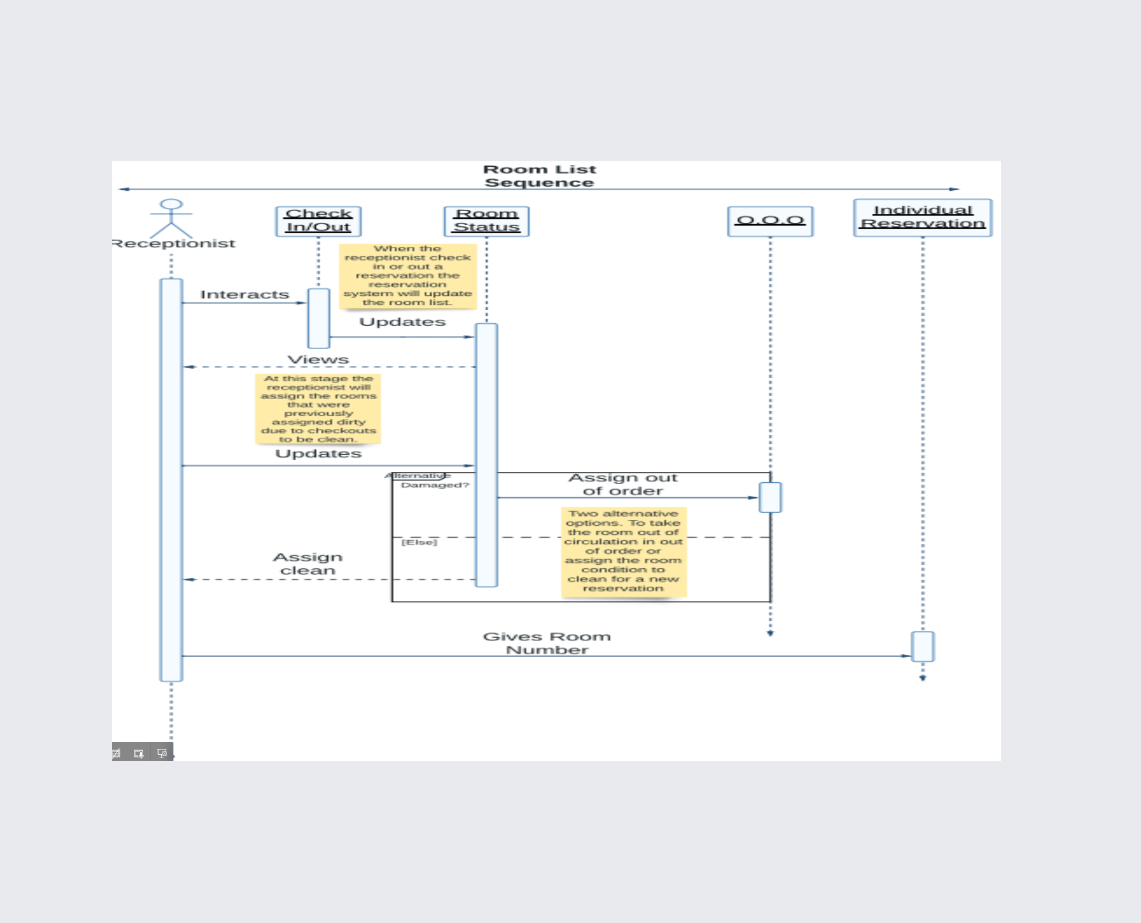 Room List
Sequence
Receptionist
Check
In/Out
Room
Status
O.O.O
Individual
Reservation
When the
receptionist check
in or out a
reservation the
reservation
system will update
the room list.
Interacts
Updates
Views
At this stage the
receptionist will
assign the rooms
that were
previously
assigned dirty
due to checkouts
to be clean.
Updates
Alternative
Damaged?
Assign out
of order
Two alternative
options. To take
the room out of
circulation in out
of order or
assign the room
condition to
clean for a new
reservation
[Else]
Assign
clean
Gives Room
Number